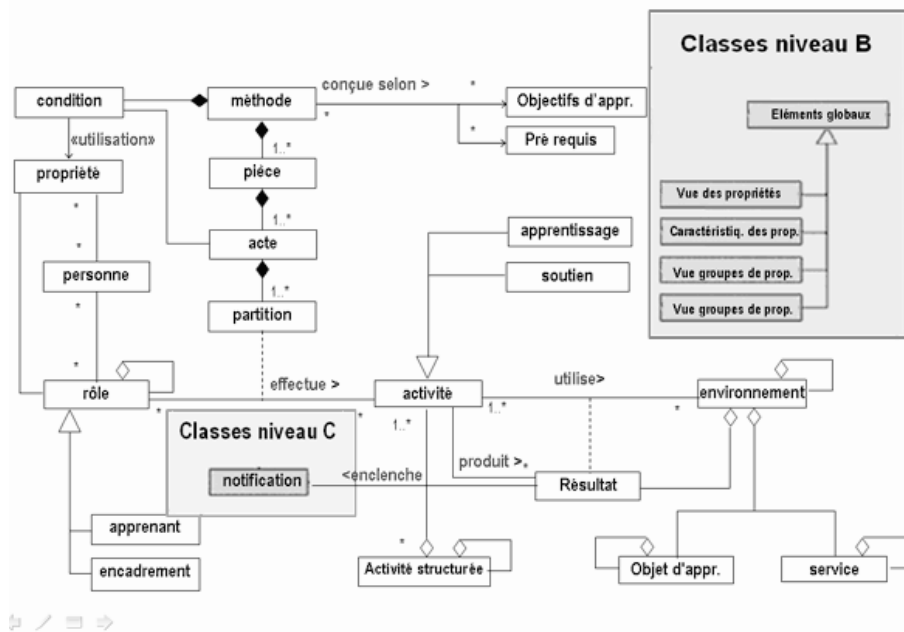 Classes niveau B
Eléments globaux
Vue des propriétés
Caractéristiq. des prop.
Vue groupes de prop.
Vue groupes de prop.
condition
mèthode
conçue selon >
*
*
Objectifs d'appr.
*
Prè requis
«utilisation»
1..*
propriété
pièce
*
*
1..*
acte
personne
*
1..*
partition
*
apprentissage
soutien
rôle
effectue >
activité
utilise>
environnement
*
*
1..*
1..*
*
Classes niveau C
notification
<enclenche
produit >
*
Résultat
apprenant
encadrement
*
Activité structurée
Objet d'appr.
service